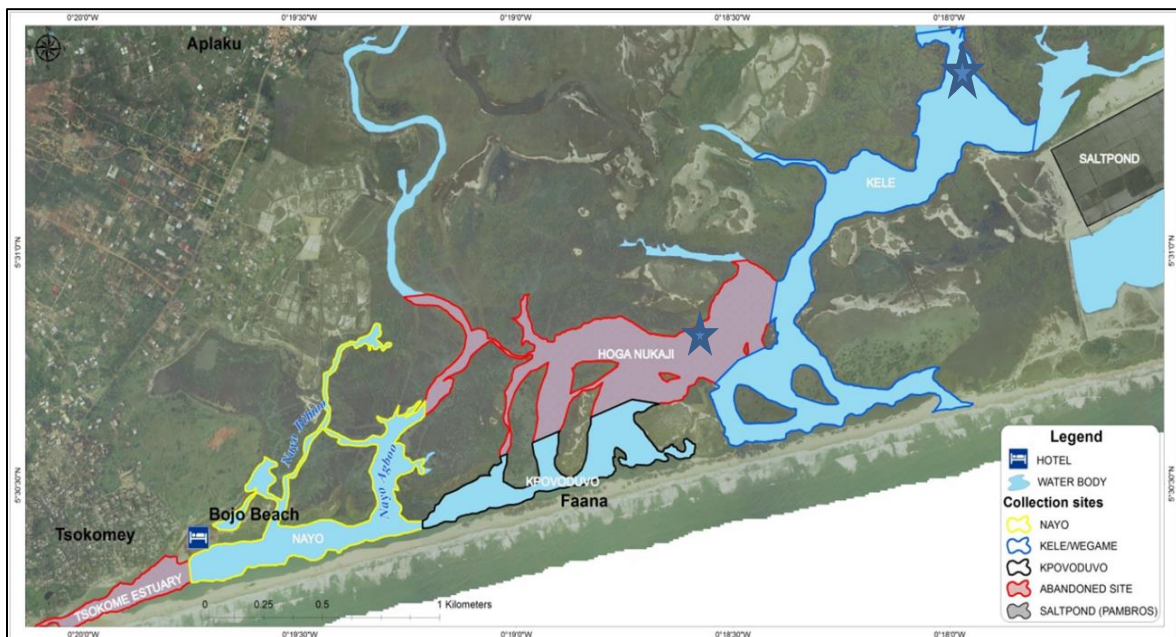 0°20'0"W 0°19'30"W 0°19'0"W 0°18'30"W 0°18'0"W
Aplaku
SALTPOND
KELE
5°31'0"N
5°31'0"N
HOGA NUKAJI
Nayo Agbao
5°30'30"N
5°30'30"N
KPOVODUVO
Faana
Bojo Beach
Tsokomey
NAYO
TSOKOME ESTUARY
0 0.25 0.5 1 Kilometers
Legend
HOTEL
WATER BODY
Collection sites
NAYO
KELE/WEGAME
KPOVODUVO
ABANDONED SITE
SALTPOND (PAMBROS)
0°20'0"W 0°19'30"W 0°19'0"W 0°18'30"W 0°18'0"W